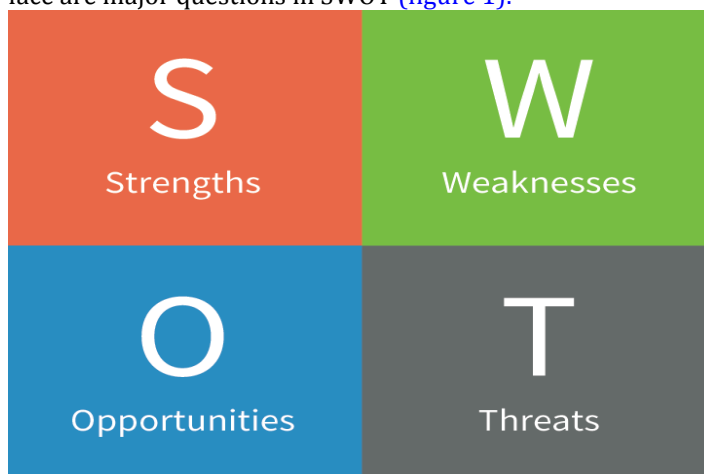 face are major questions in SWOT (figure 1).
S
Strengths
W
Weaknesses
O
Opportunities
T
Threats